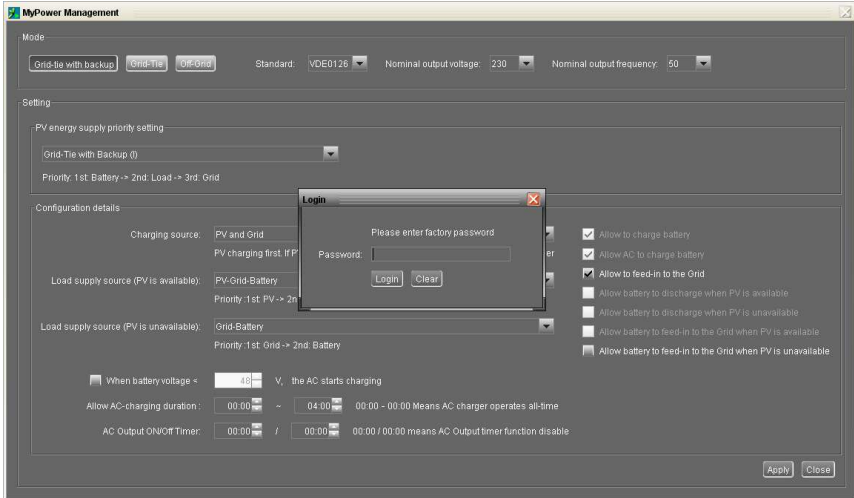 MyPower Management
Mode
Grid-tie with backup Grid-Tie Off-Grid Standard: VDE0126 Nominal output voltage: 230 Nominal output frequency: 50
Setting
PV energy supply priority setting
Grid-Tie with Backup (I)
Priority: 1st: Battery -> 2nd: Load -> 3rd: Grid
Login
Please enter factory password
Password:
Login Clear
Configuration details
Charging source: PV and Grid
PV charging first. If P er
Load supply source (PV is available): PV-Grid-Battery
Priority :1st: PV-> 2n
Load supply source (PV is unavailable): Grid-Battery
Priority :1st: Grid -> 2nd: Battery
Allow to charge battery
Allow AC to charge battery
Allow to feed-in to the Grid
Allow battery to discharge when PV is available
Allow battery to discharge when PV is unavailable
Allow battery to feed-in to the Grid when PV is available
Allow battery to feed-in to the Grid when PV is unavailable
When battery voltage < 48 V, the AC starts charging
Allow AC-charging duration : 00:00 ~ 04:00 00:00 – 00:00 Means AC charger operates all-time
AC Output ON/Off Timer: 00:00 / 00:00 00:00 / 00:00 means AC Output timer function disable
Apply Close